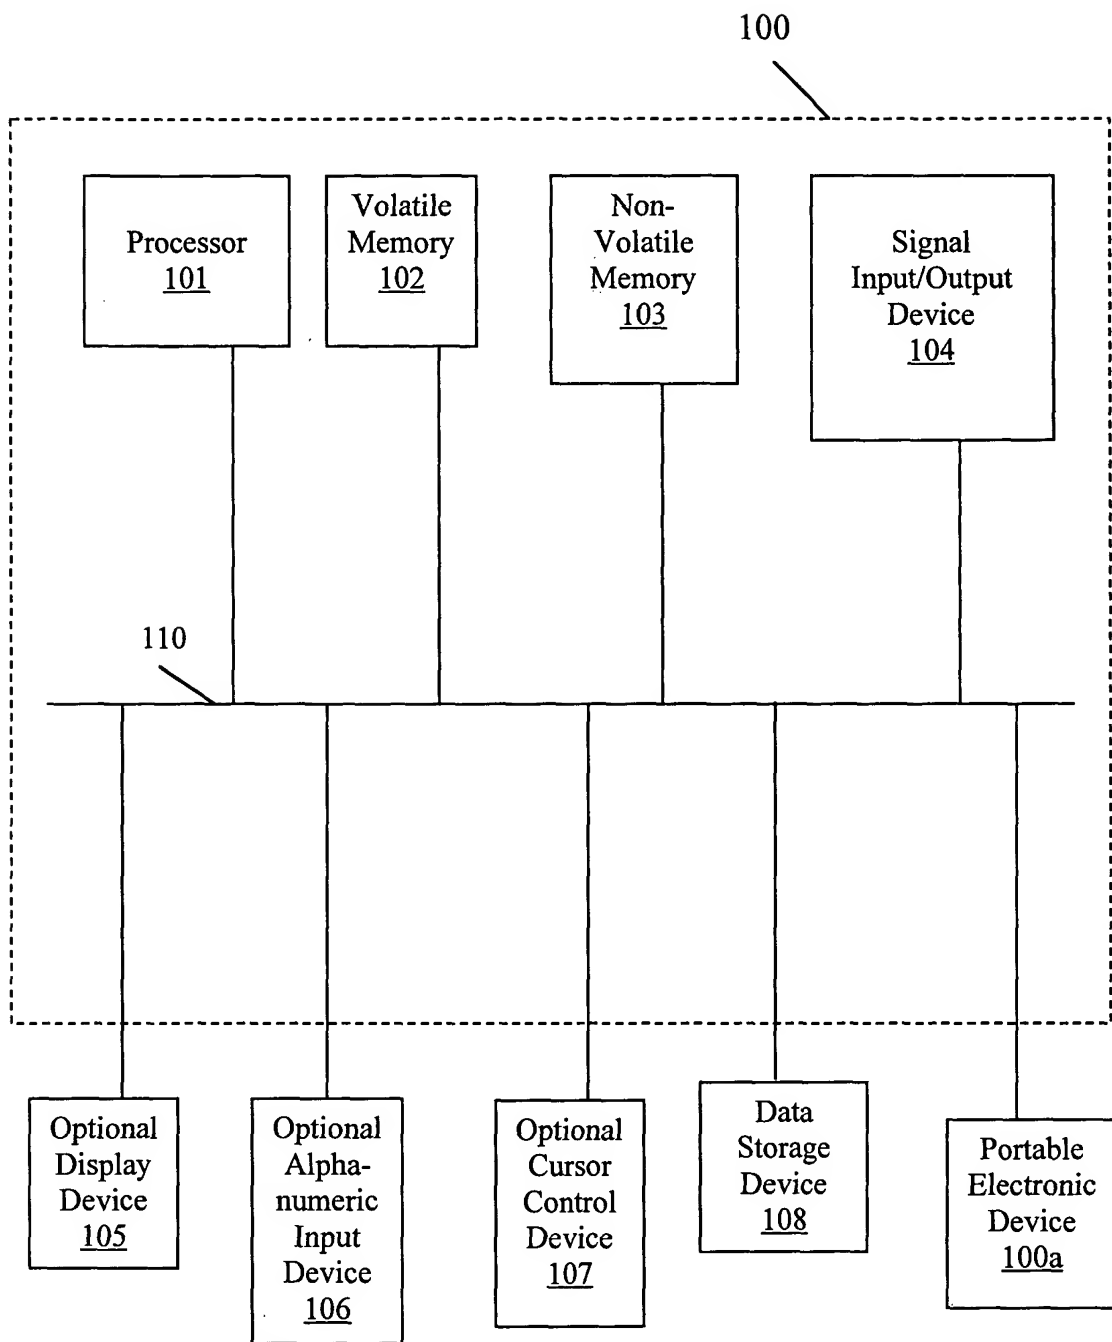 100
Processor
101
Volatile
Memory
102
Non-
Volatile
Memory
103
Signal
Input/Output
Device
104
110
Optional
Display
Device
105
Optional
Alpha-
numeric
Input
Device
106
Optional
Cursor
Control
Device
107
Data
Storage
Device
108
Portable
Electronic
Device
100a